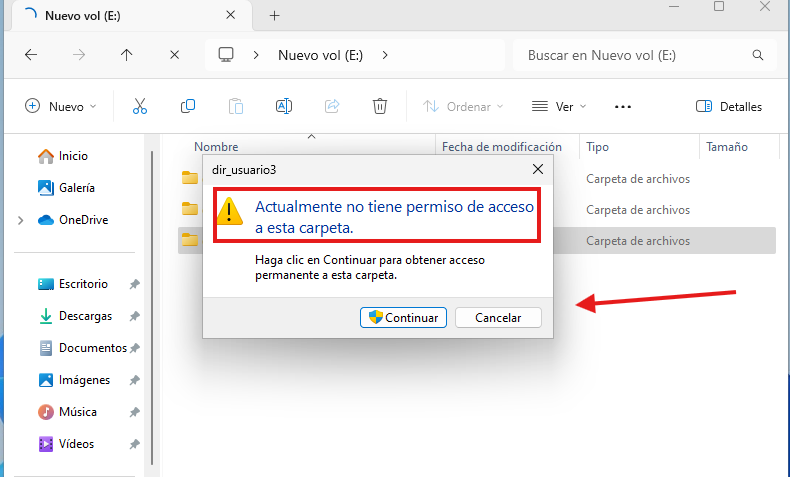 Nuevo vol (E:)
Nuevo vol (E:)
Buscar en Nuevo vol (E:)
Nuevo
Ordenar
Ver
Detalles
Nombre
Fecha de modificación
Tipo
Tamaño
Inicio
Galería
OneDrive
Escritorio
Descargas
Documentos
Imágenes
Música
Vídeos
Carpeta de archivos
Carpeta de archivos
Carpeta de archivos
dir_usuario3
Actualmente no tiene permiso de acceso
a esta carpeta.
Haga clic en Continuar para obtener acceso
permanente a esta carpeta.
Continuar
Cancelar